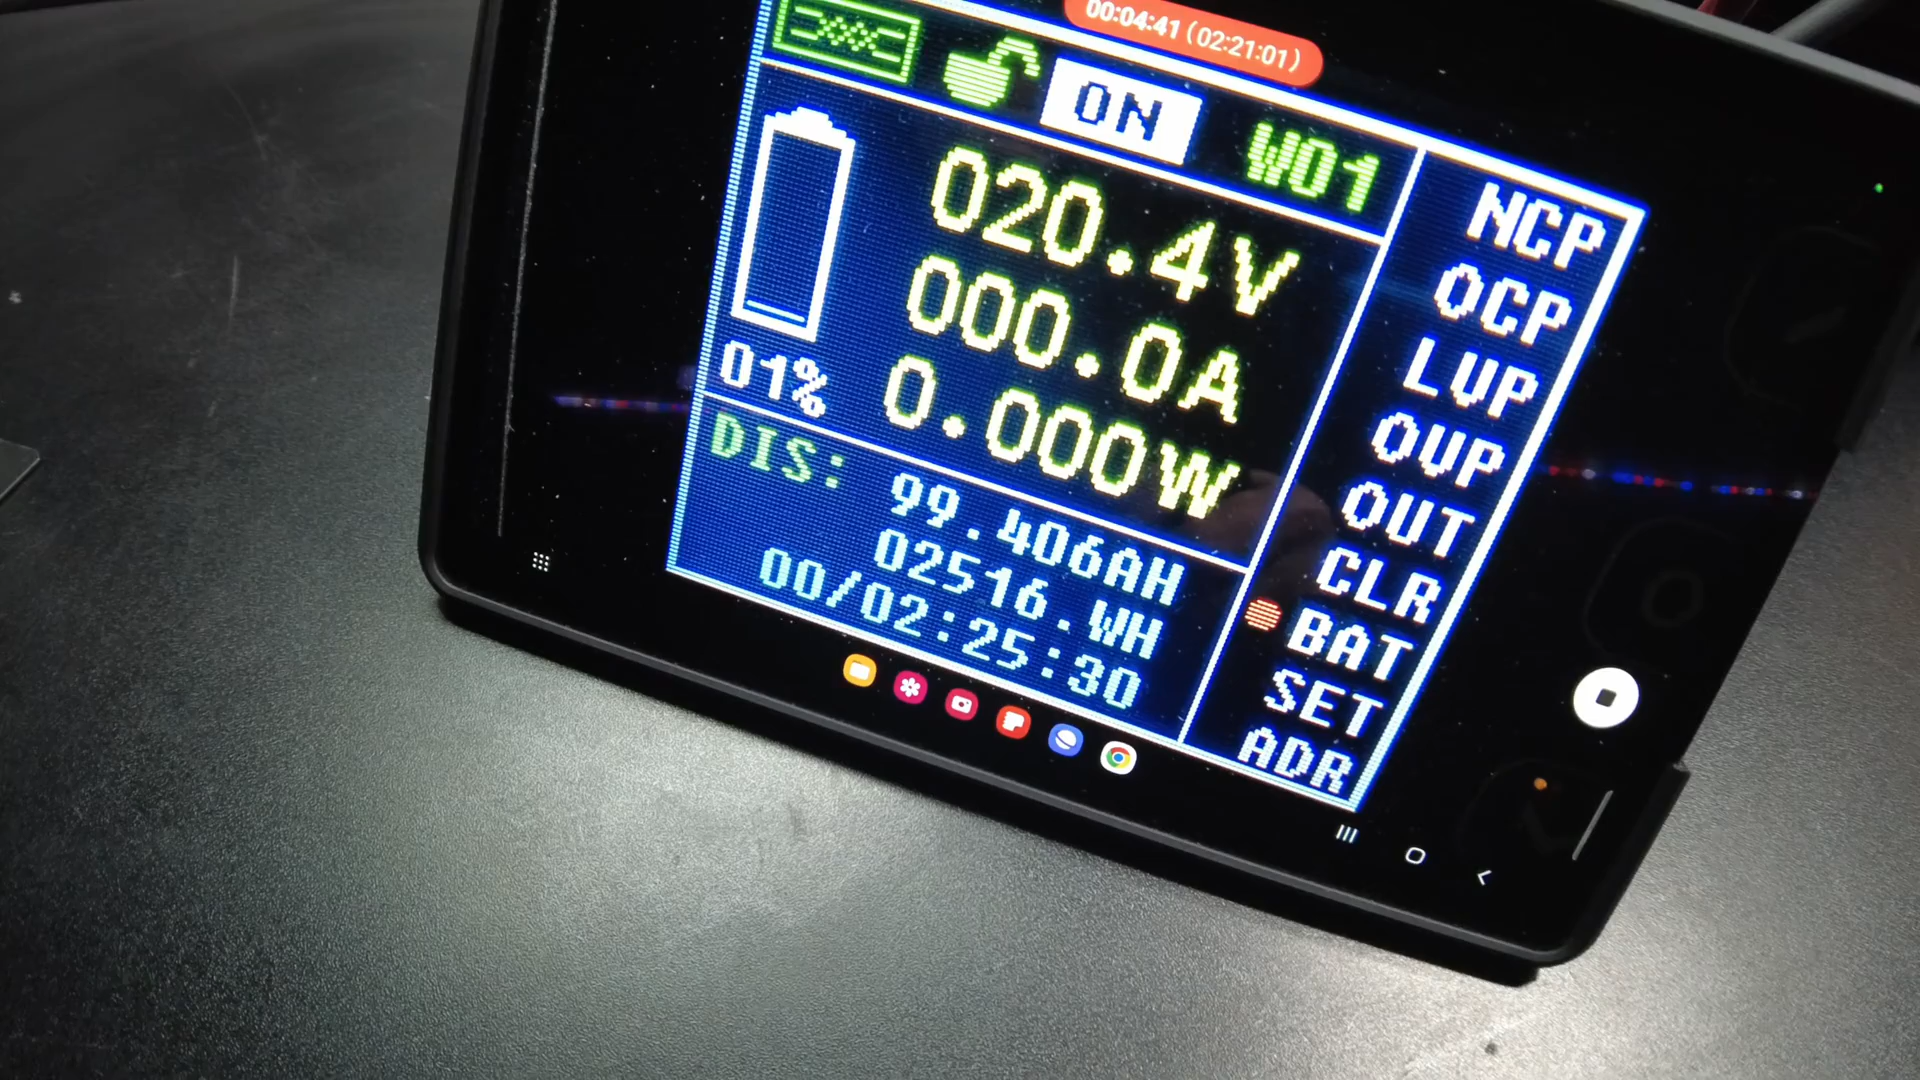 00:04:41 (02:21:01)
ON W01
020.4V
000.0A
0.000W
01%
DIS: 99.406AH
02516.WH
00/02:25:30
NCP
OCP
LVP
OVP
OUT
CLR
BAT
SET
ADR